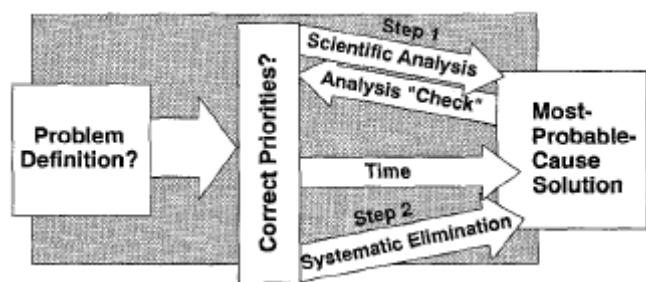 Problem
Definition?
Correct Priorities?
Step 1
Scientific Analysis
Analysis "Check"
Time
Step 2
Systematic Elimination
Most-
Probable-
Cause
Solution